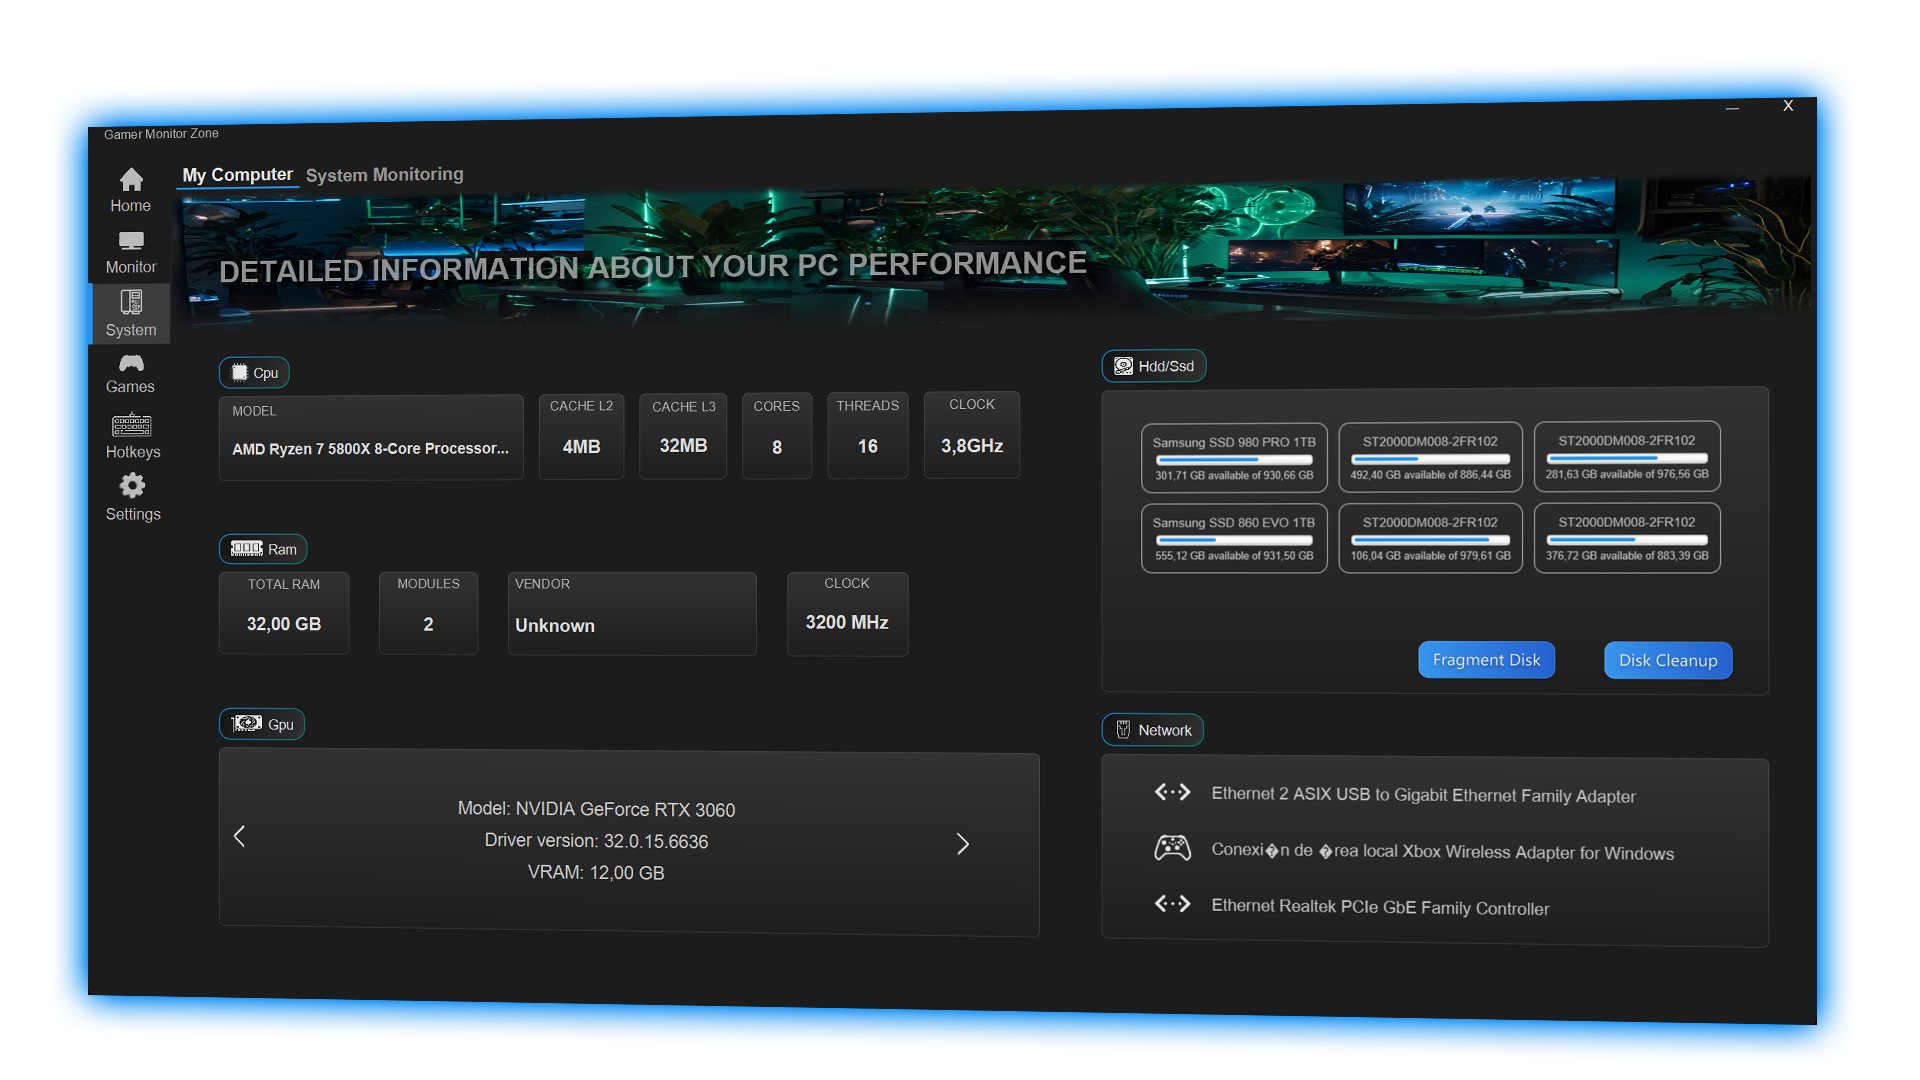 Gamer Monitor Zone
X
Home
Monitor
System
Games
Hotkeys
Settings
My Computer
System Monitoring
DETAILED INFORMATION ABOUT YOUR PC PERFORMANCE
Cpu
MODEL
AMD Ryzen 7 5800X 8-Core Processor...
CACHE L2
4MB
CACHE L3
32MB
CORES
8
THREADS
16
CLOCK
3,8GHz
Ram
TOTAL RAM
32,00 GB
MODULES
2
VENDOR
Unknown
CLOCK
3200 MHz
Gpu
Model: NVIDIA GeForce RTX 3060
Driver version: 32.0.15.6636
VRAM: 12,00 GB
Hdd/Ssd
Samsung SSD 980 PRO 1TB
301,71 GB available of 930,66 GB
ST2000DM008-2FR102
492,40 GB available of 886,44 GB
ST2000DM008-2FR102
281,63 GB available of 976,56 GB
Samsung SSD 860 EVO 1TB
555,12 GB available of 931,50 GB
ST2000DM008-2FR102
106,04 GB available of 979,61 GB
ST2000DM008-2FR102
376,72 GB available of 883,39 GB
Fragment Disk
Disk Cleanup
Network
Ethernet 2 ASIX USB to Gigabit Ethernet Family Adapter
Conexi�n de �rea local Xbox Wireless Adapter for Windows
Ethernet Realtek PCIe GbE Family Controller